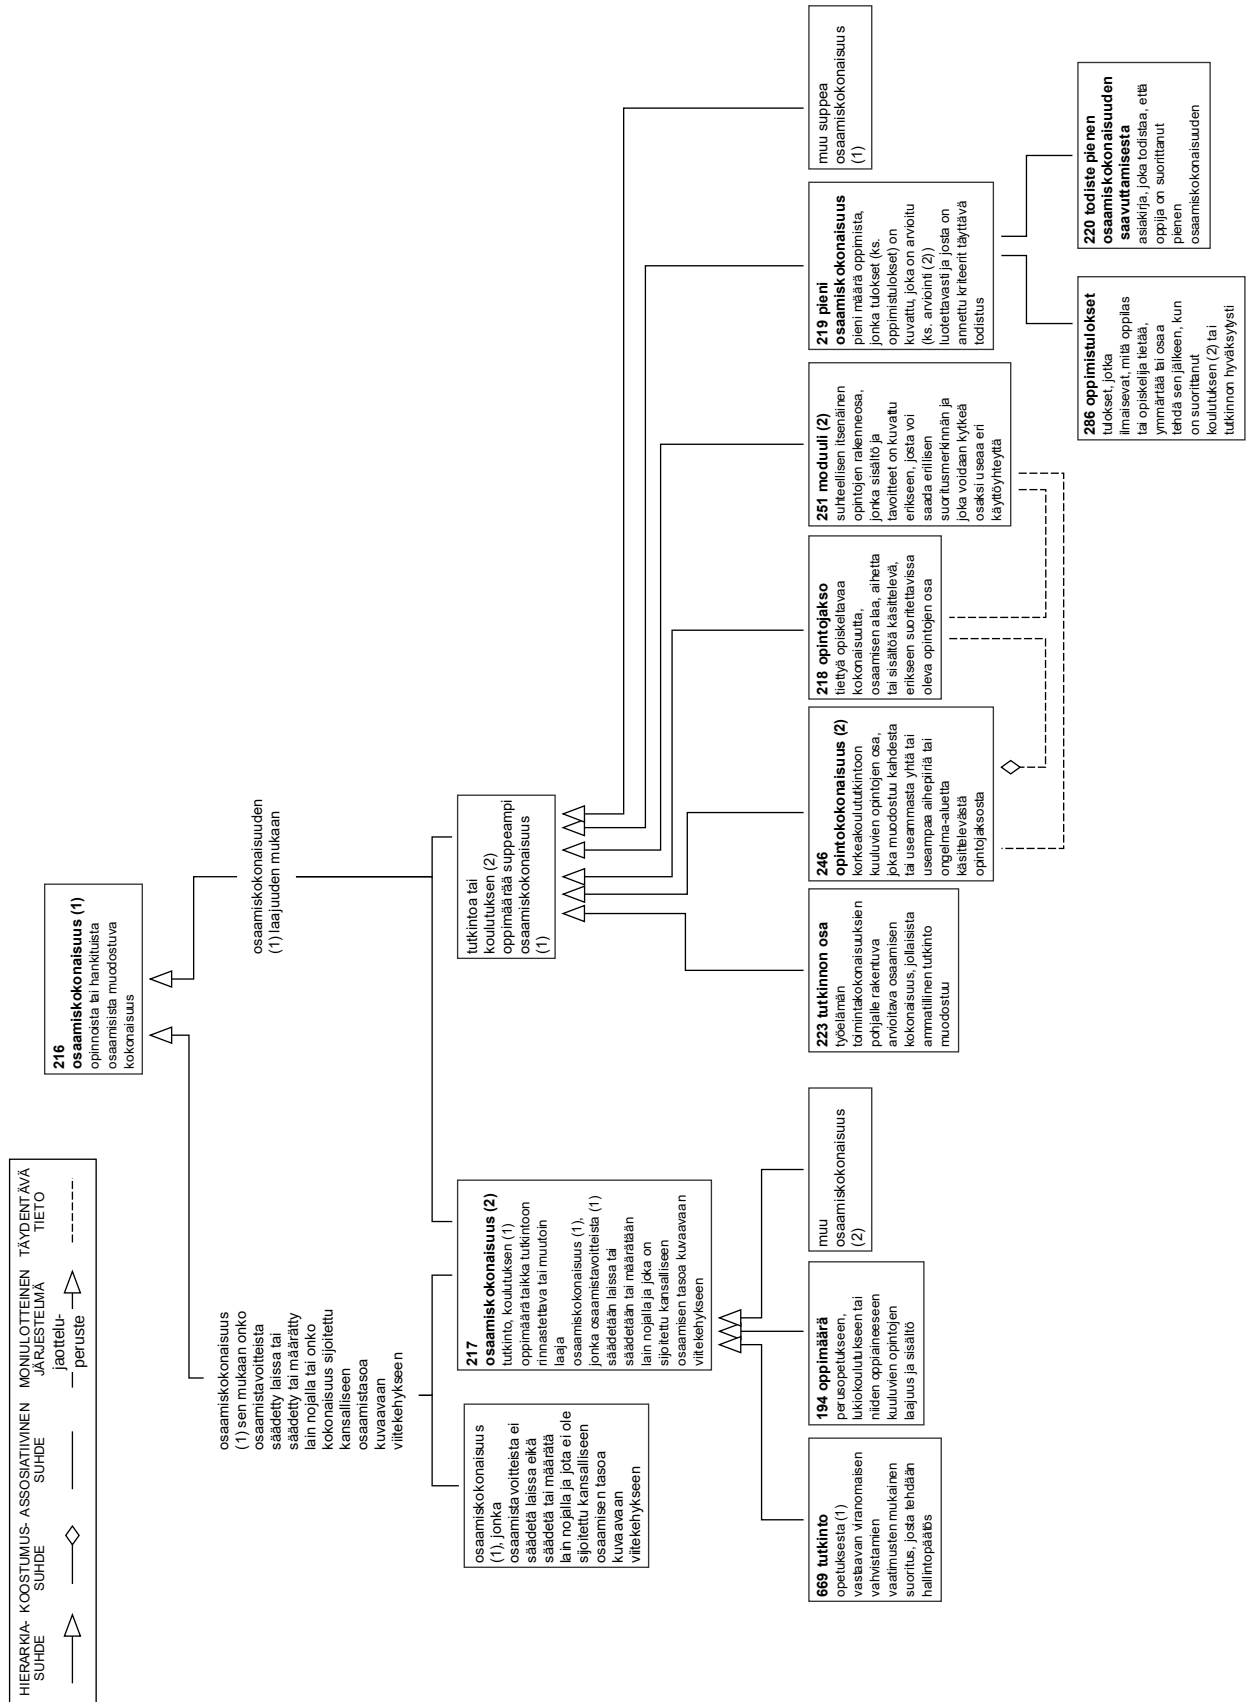 HIERARKIA-
SUHDE
KOOSTUMUS-
SUHDE
ASSOSIATIIVINEN
SUHDE
MONIULOTTEINEN
JÄRJESTELMÄ
jaottelu-
peruste
TÄYDENTÄVÄ
TIETO
216
osaamiskokonaisuus (1)
opinnoista tai hankituista
osaamisista muodostuva
kokonaisuus
osaamiskokonaisuus
(1) sen mukaan onko
osaamistavoitteista
säädetty laissa tai
säädetty tai määrätty
lain nojalla tai onko
kokonaisuus sijoitettu
kansalliseen
osaamistasoa
kuvaavaan
viitekehykseen
osaamiskokonaisuuden
(1) laajuuden mukaan
osaamiskokonaisuus
(1), jonka
osaamistavoitteista ei
säädetä laissa eikä
säädetä tai määrätä
lain nojalla ja jota ei ole
sijoitettu kansalliseen
osaamisen tasoa
kuvaavaan
viitekehykseen
217
osaamiskokonaisuus (2)
tutkinto, koulutuksen (1)
oppimäärä taikka tutkintoon
rinnastettava tai muutoin
laaja
osaamiskokonaisuus (1),
jonka osaamistavoitteista (1)
säädetään laissa tai
säädetään tai määrätään
lain nojalla ja joka on
sijoitettu kansalliseen
osaamisen tasoa kuvaavaan
viitekehykseen
tutkintoa tai
koulutuksen (2)
oppimäärää suppeampi
osaamiskokonaisuus
(1)
669 tutkinto
opetuksesta (1)
vastaavan viranomaisen
vahvistamien
vaatimusten mukainen
suoritus, josta tehdään
hallintopäätös
194 oppimäärä
perusopetukseen,
lukiokoulutukseen tai
niiden oppiaineeseen
kuuluvien opintojen
laajuus ja sisältö
muu
osaamiskokonaisuus
(2)
223 tutkinnon osa
työelämän
toimintakokonaisuuksien
pohjalle rakentuva
arvioitava osaamisen
kokonaisuus, jollaisista
ammatillinen tutkinto
muodostuu
246
opintokokonaisuus (2)
korkeakoulututkintoon
kuuluvien opintojen osa,
joka muodostuu kahdesta
tai useammasta yhtä tai
useampaa aihepiiriä tai
ongelma-aluetta
käsittelevästä
opintojaksosta
218 opintojakso
tiettyä opiskeltavaa
kokonaisuutta,
osaamisen alaa, aihetta
tai sisältöä käsittelevä,
erikseen suoritettavissa
oleva opintojen osa
251 moduuli (2)
suhteellisen itsenäinen
opintojen rakenneosa,
jonka sisältö ja
tavoitteet on kuvattu
erikseen, josta voi
saada erillisen
suoritusmerkinnän ja
joka voidaan kytkeä
osaksi useaa eri
käyttöyhteyttä
219 pieni
osaamiskokonaisuus
pieni määrä oppimista,
jonka tulokset (ks.
oppimistulokset) on
kuvattu, joka on arvioitu
(ks. arviointi (2))
luotettavasti ja josta on
annettu kriteerit täyttävä
todistus
muu suppea
osaamiskokonaisuus
(1)
286 oppimistulokset
tulokset, jotka
ilmaisevat, mitä oppilas
tai opiskelija tietää,
ymmärtää tai osaa
tehdä sen jälkeen, kun
on suorittanut
koulutuksen (2) tai
tutkinnon hyväksytysti
220 todiste pienen
osaamiskokonaisuuden
saavuttamisesta
asiakirja, joka todistaa, että
oppija on suorittanut
pienen
osaamiskokonaisuuden